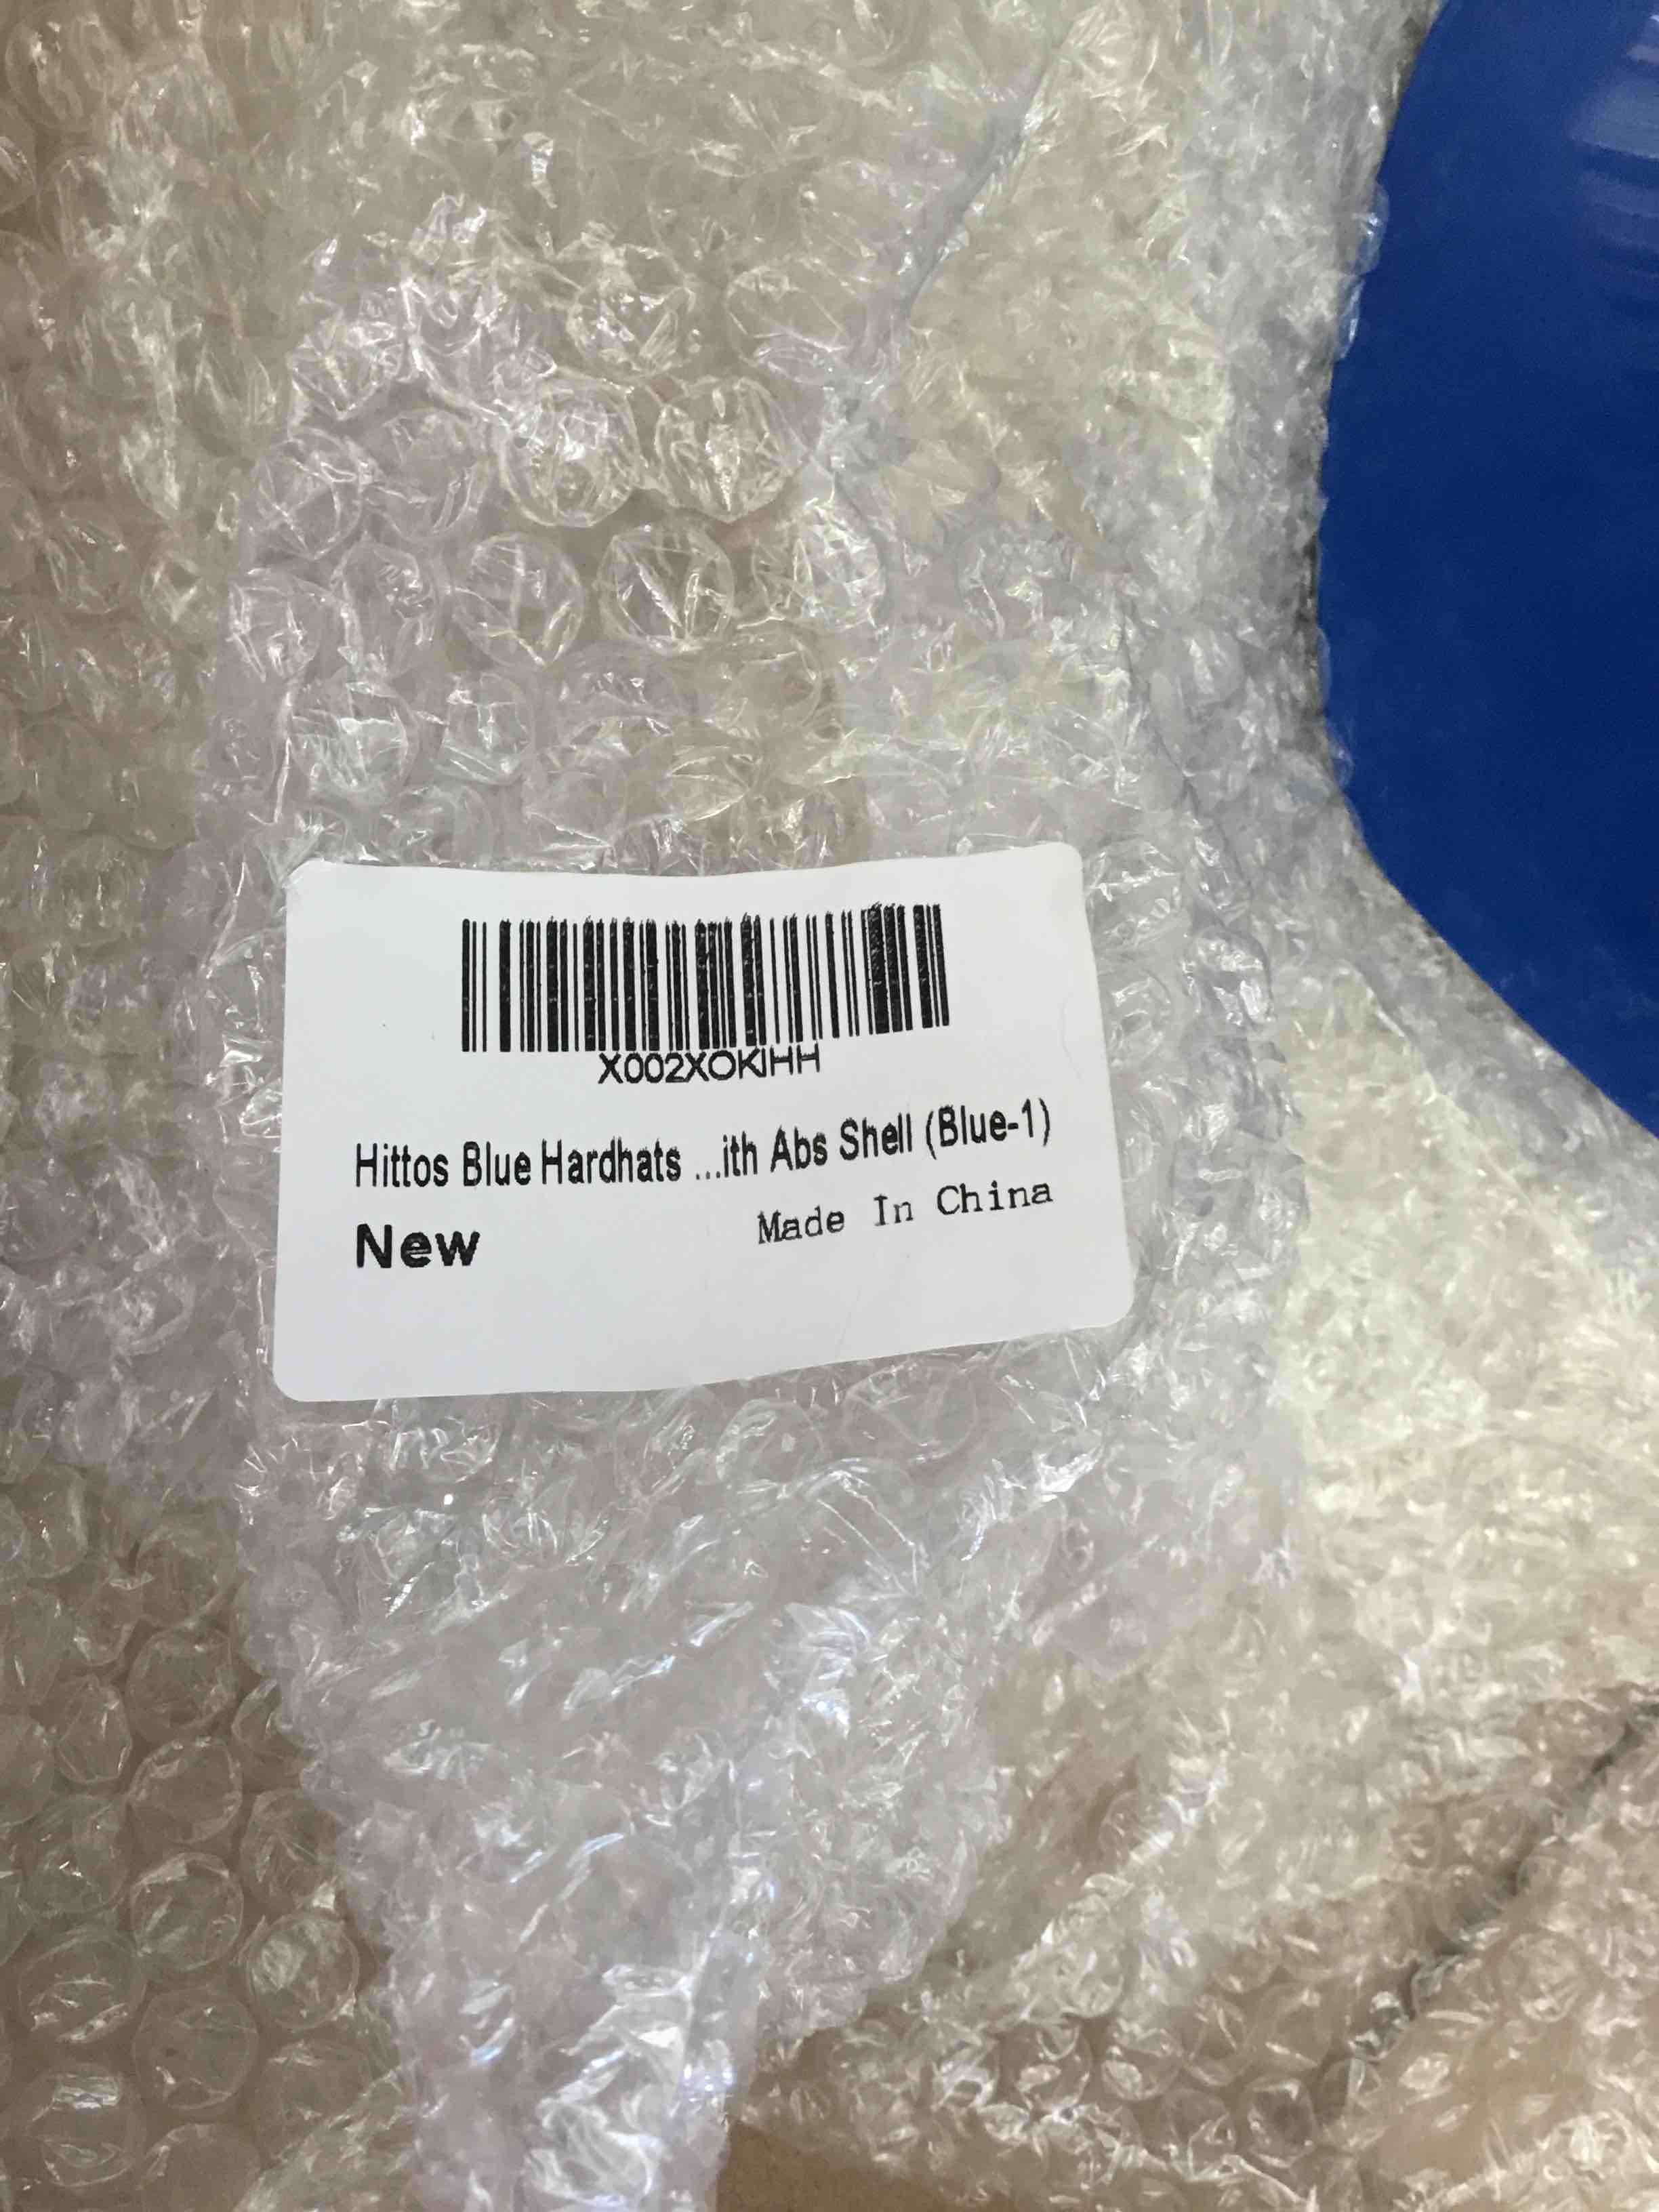 X002XOKIHH
Hittos Blue Hardhats ...ith Abs Shell (Blue-1)
New
Made In China